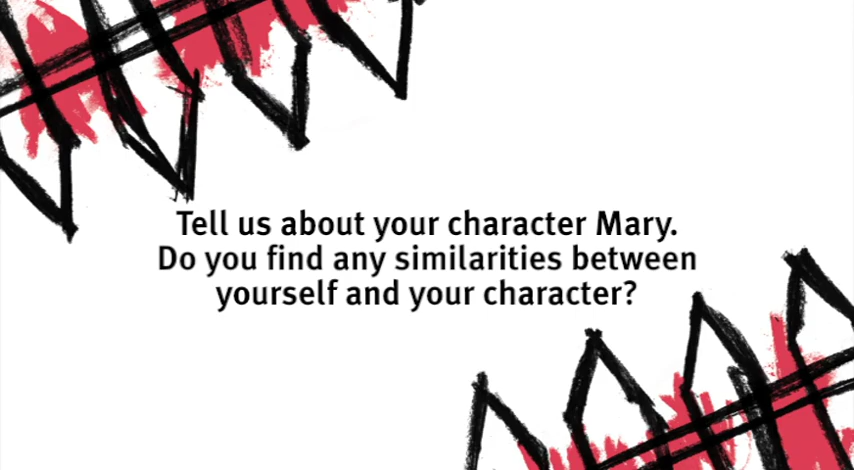 Tell us about your character Mary.
Do you find any similarities between
yourself and your character?